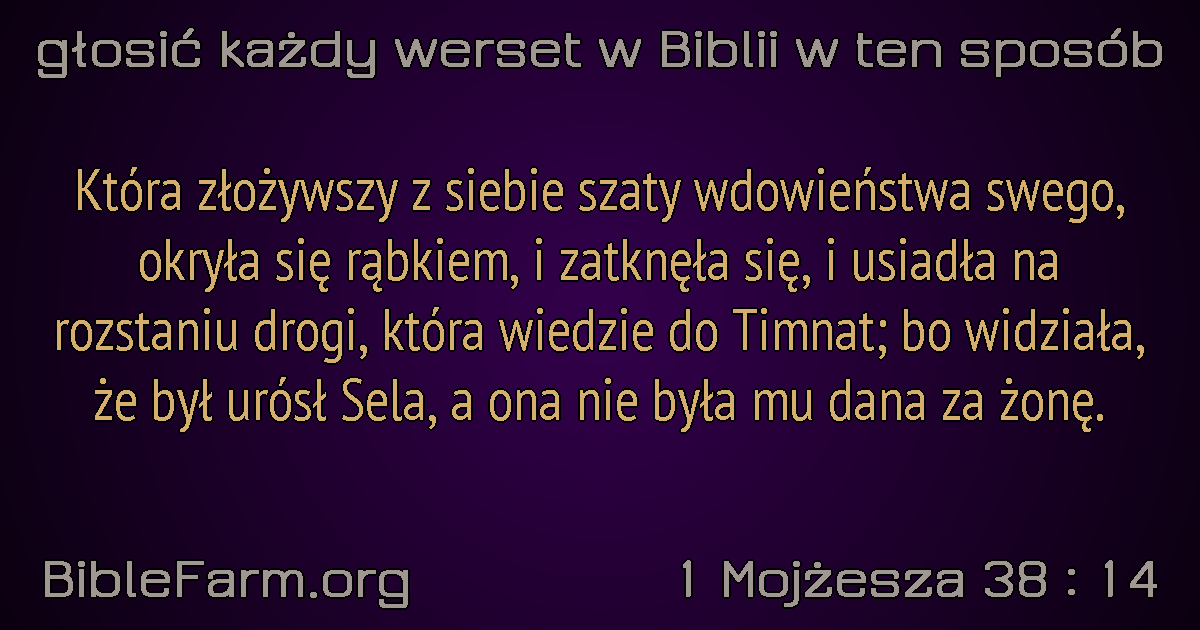 głosić każdy werset w Biblii w ten sposób
Która złożywszy z siebie szaty wdowieństwa swego,
okryła się rąbkiem, i zatknęła się, i usiadła na
rozstaniu drogi, która wiedzie do Timnat; bo widziała,
że był urósł Sela, a ona nie była mu dana za żonę.
BibleFarm.org
1 Mojżesza 38 : 14